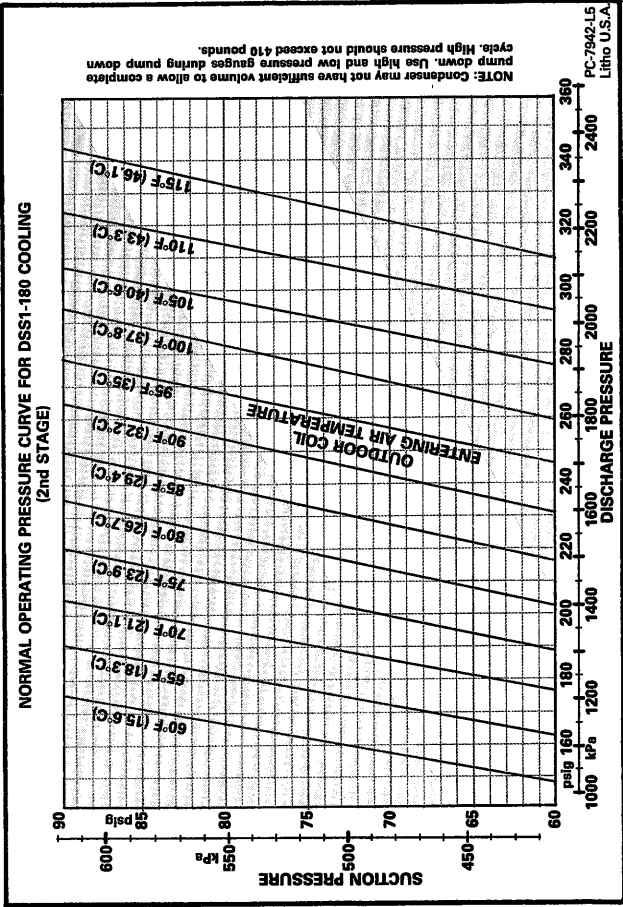 NORMAL OPERATING PRESSURE CURVE FOR DSS1-180 COOLING
(2nd STAGE)
SUCTION PRESSURE
kPa
600
550
500
450
psig
90
85
80
75
70
65
60
60°F (15.6°C)
65°F (18.3°C)
70°F (21.1°C)
75°F (23.9°C)
80°F (26.7°C)
85°F (29.4°C)
90°F (32.2°C)
95°F (35°C)
100°F (37.8°C)
105°F (40.6°C)
110°F (43.3°C)
115°F (46.1°C)
OUTDOOR COIL
ENTERING AIR TEMPERATURE
psig 160 180 200 220 240 260 280 300 320 340 360
1000 kPa 1200 1400 1600 1800 2000 2200 2400
DISCHARGE PRESSURE
NOTE: Condenser may not have sufficient volume to allow a complete
pump down. Use high and low pressure gauges during pump down
cycle. High pressure should not exceed 410 pounds.
PC-7942-L5
Litho U.S.A.